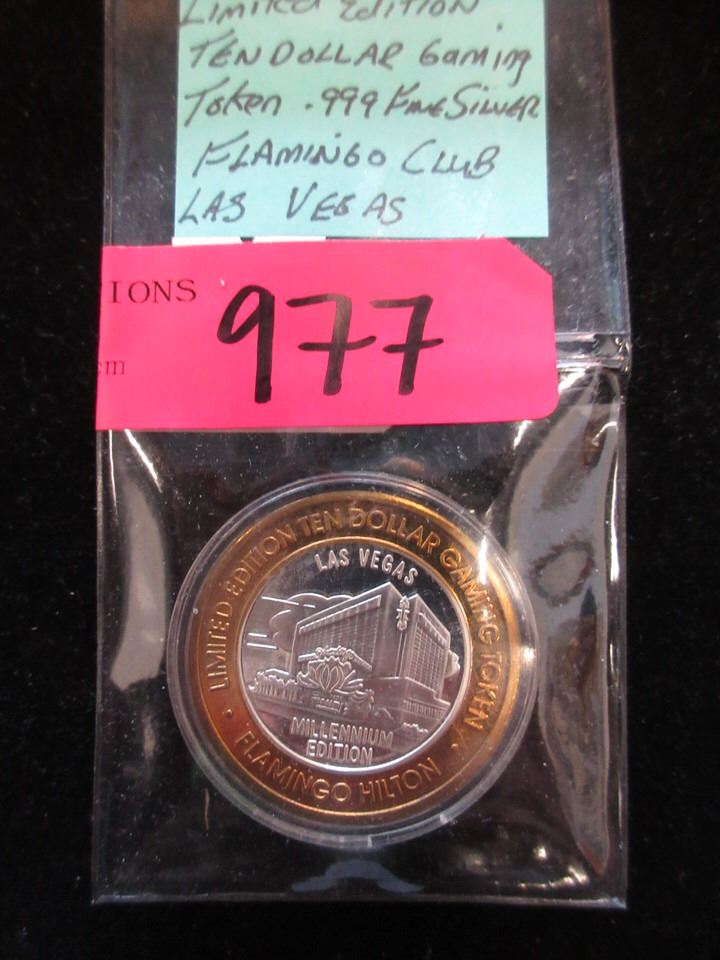 Limited Edition
TEN DOLLAR Gaming
Token .999 Fine Silver
FLAMINGO CLUB
LAS VEGAS
IONS
977
em
LIMITED EDITION TEN DOLLAR GAMING TOKEN
LAS VEGAS
MILLENNIUM
EDITION
• FLAMINGO HILTON •